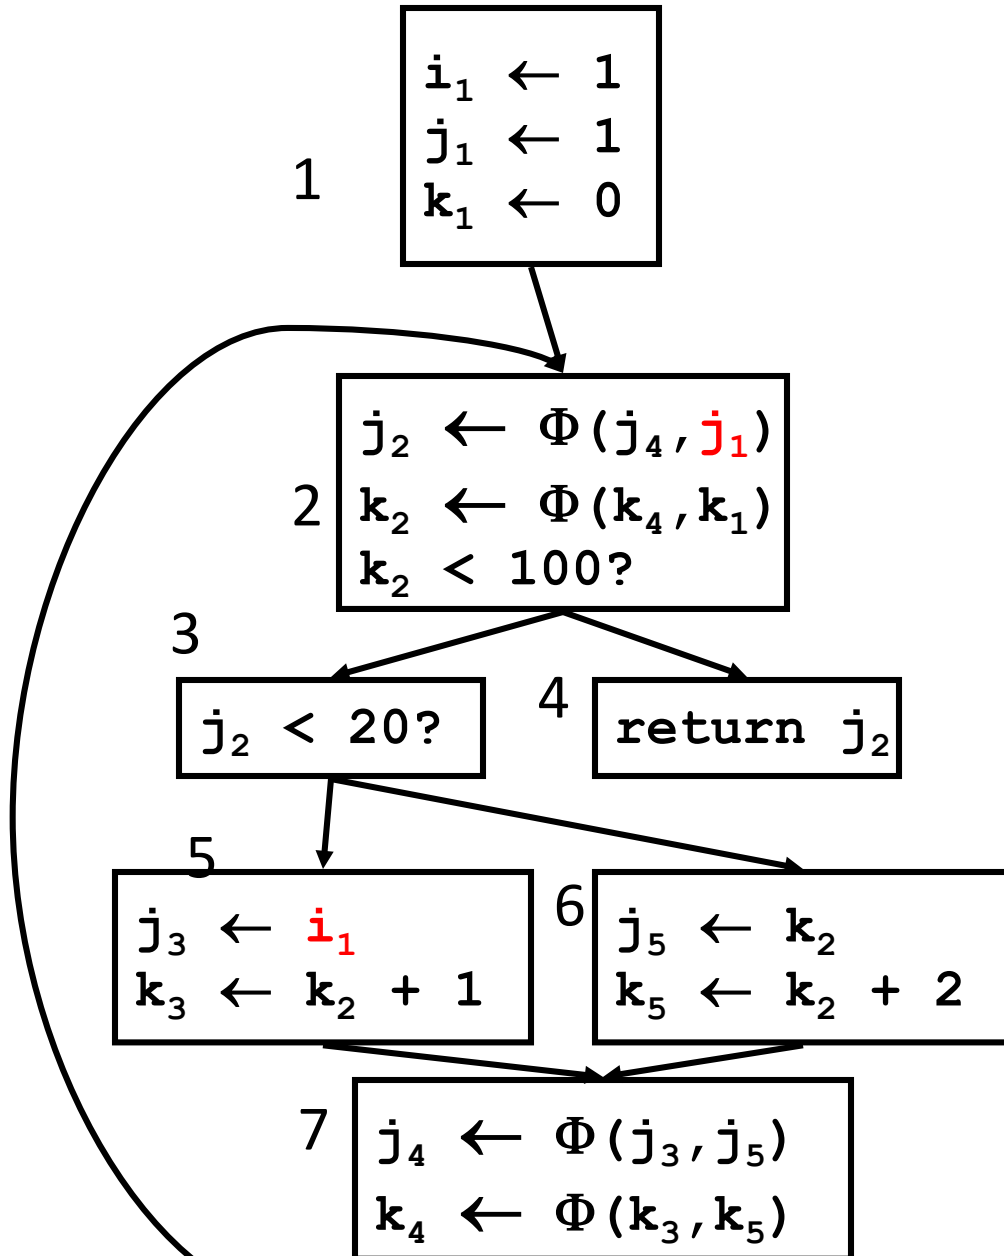 1
i₁ ← 1
j₁ ← 1
k₁ ← 0
2
j₂ ← Φ(j₄,j₁)
k₂ ← Φ(k₄,k₁)
k₂ < 100?
3
j₂ < 20?
4
return j₂
5
j₃ ← i₁
k₃ ← k₂ + 1
6
j₅ ← k₂
k₅ ← k₂ + 2
7
j₄ ← Φ(j₃,j₅)
k₄ ← Φ(k₃,k₅)